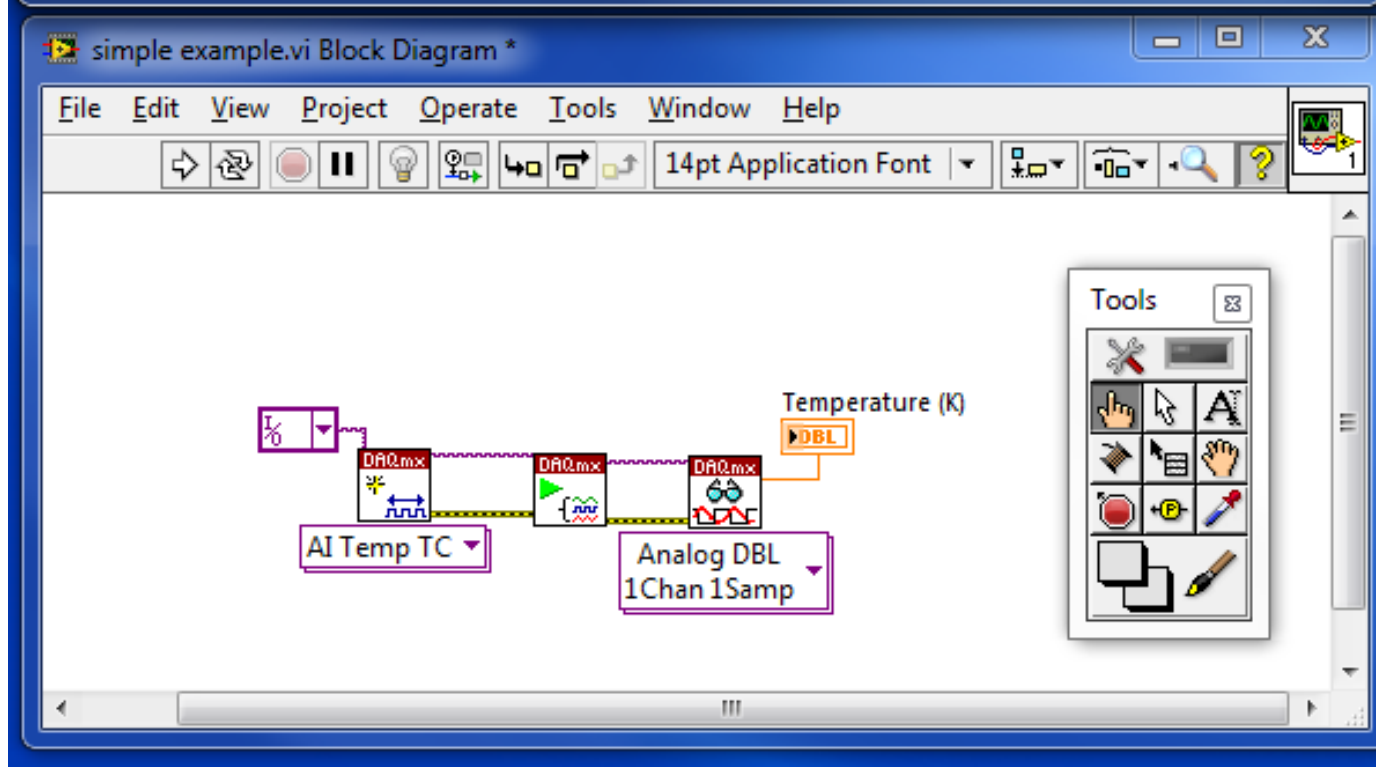 simple example.vi Block Diagram *
File Edit View Project Operate Tools Window Help
14pt Application Font
1
Tools
Temperature (K)
I/O
DBL
DAQmx
DAQmx
DAQmx
AI Temp TC
Analog DBL
1Chan 1Samp
A
P